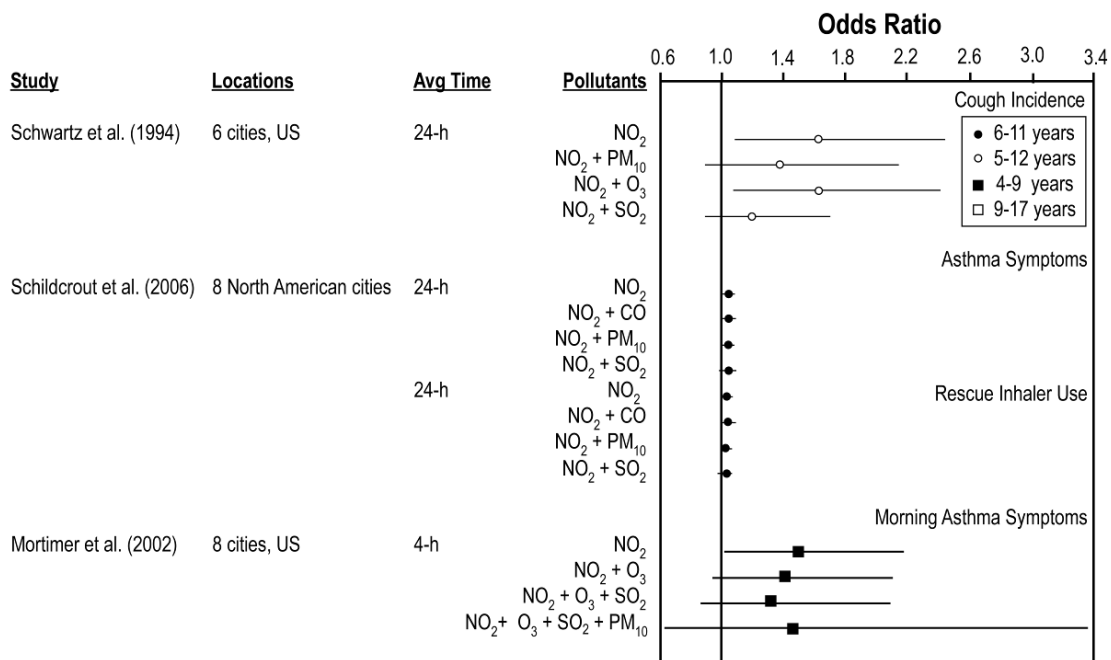 Odds Ratio
0.6 1.0 1.4 1.8 2.2 2.6 3.0 3.4
Study Locations Avg Time Pollutants
Cough Incidence
6-11 years
5-12 years
4-9 years
9-17 years
Schwartz et al. (1994) 6 cities, US 24-h NO₂
NO₂ + PM₁₀
NO₂ + O₃
NO₂ + SO₂
Asthma Symptoms
Schildcrout et al. (2006) 8 North American cities 24-h NO₂
NO₂ + CO
NO₂ + PM₁₀
NO₂ + SO₂
24-h NO₂ Rescue Inhaler Use
NO₂ + CO
NO₂ + PM₁₀
NO₂ + SO₂
Morning Asthma Symptoms
Mortimer et al. (2002) 8 cities, US 4-h NO₂
NO₂ + O₃
NO₂ + O₃ + SO₂
NO₂+ O₃ + SO₂ + PM₁₀